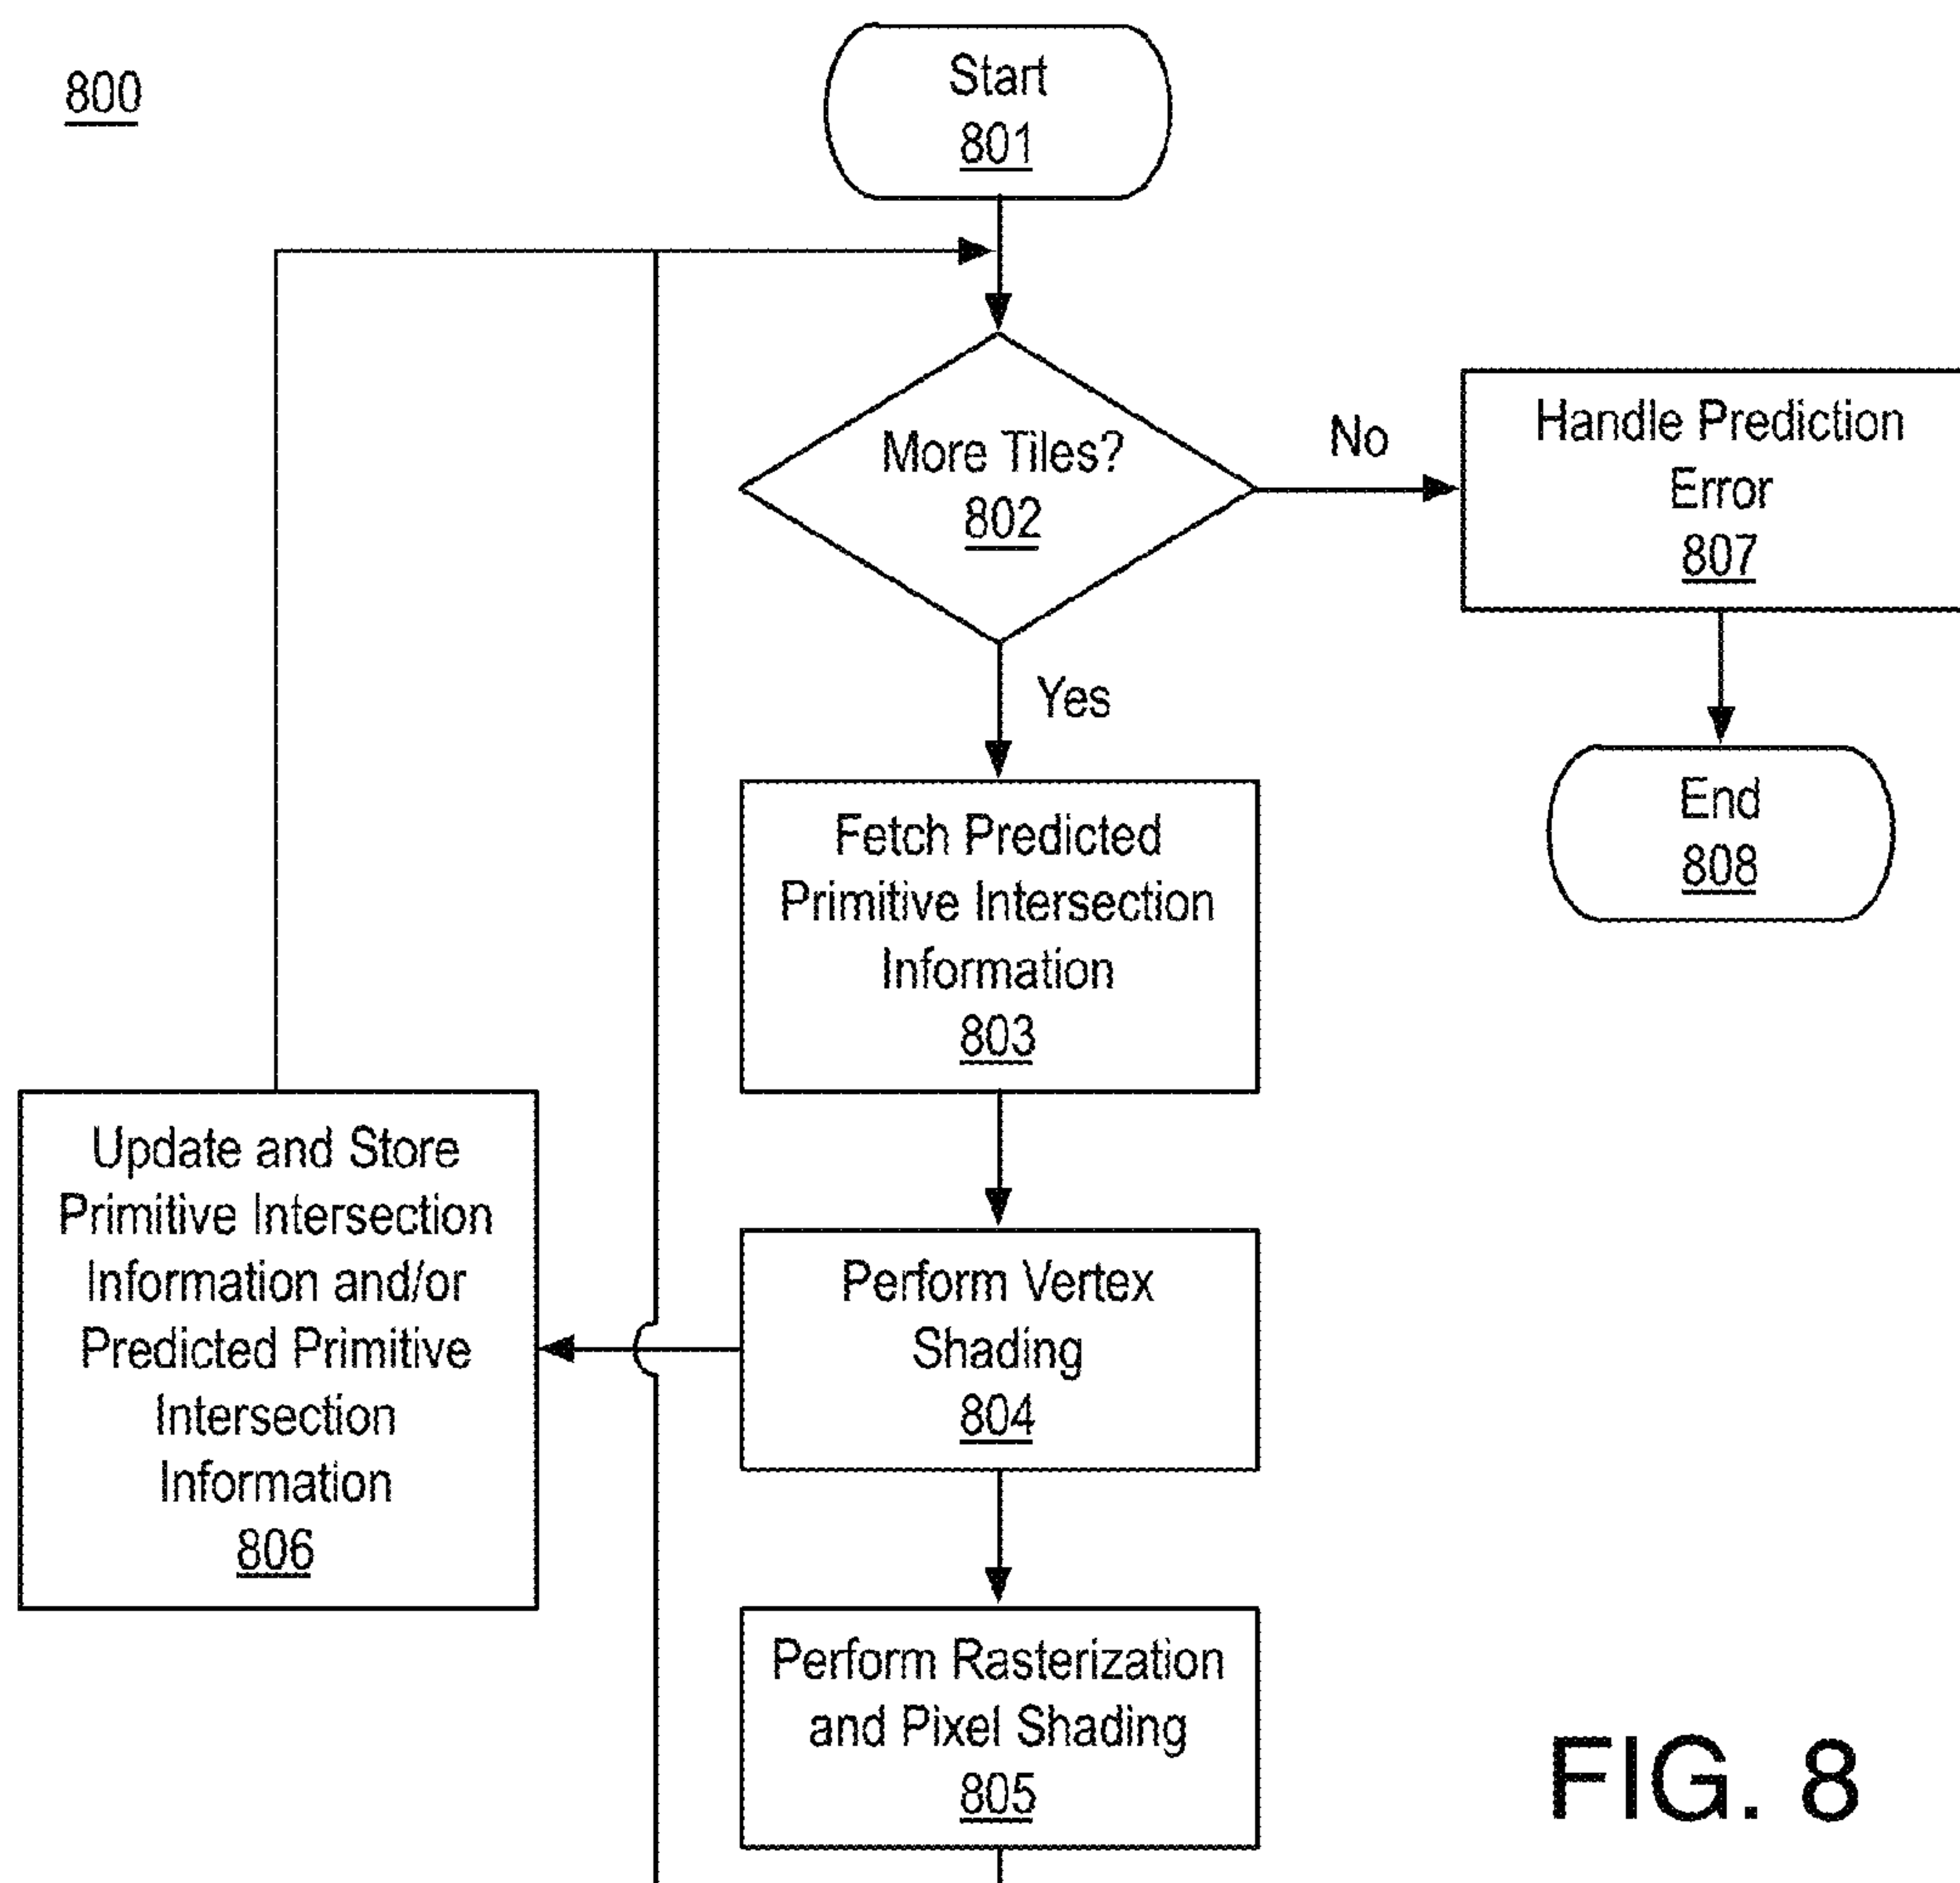 800
Start
801
More Tiles?
802
No
Handle Prediction
Error
807
Yes
End
808
Fetch Predicted
Primitive Intersection
Information
803
Update and Store
Primitive Intersection
Information and/or
Predicted Primitive
Intersection
Information
806
Perform Vertex
Shading
804
Perform Rasterization
and Pixel Shading
805
FIG. 8